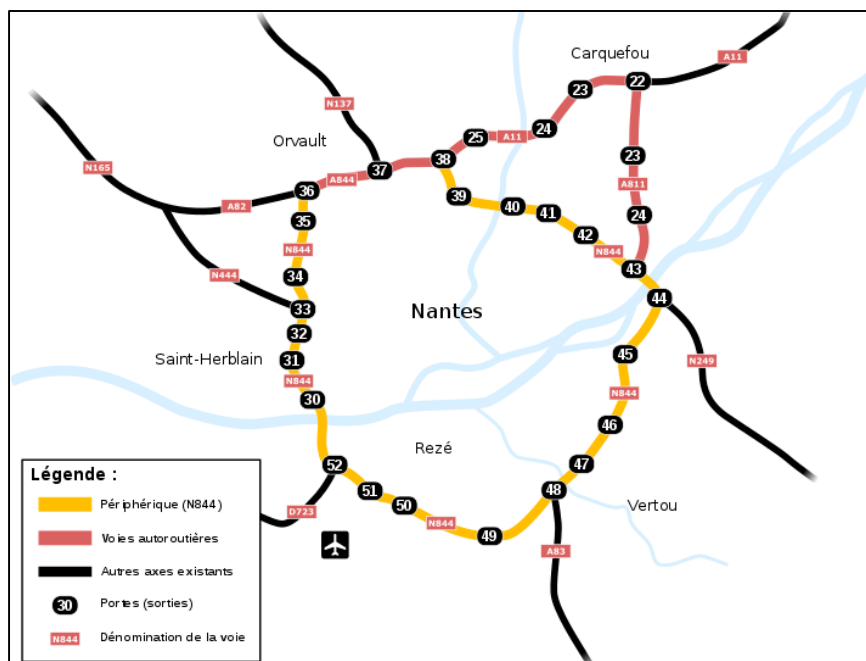 Carquefou
A11
22
23
N137
25
24
A11
Orvault
38
23
37
N165
A844
36
A811
39
40
41
24
A82
35
42
N844
N844
43
34
N444
44
33
Nantes
32
45
Saint-Herblain
31
N249
N844
N844
30
46
Rezé
47
52
48
51
50
Vertou
D723
N844
49
A83
Légende :
Périphérique (N844)
Voies autoroutières
Autres axes existants
30 Portes (sorties)
N844 Dénomination de la voie